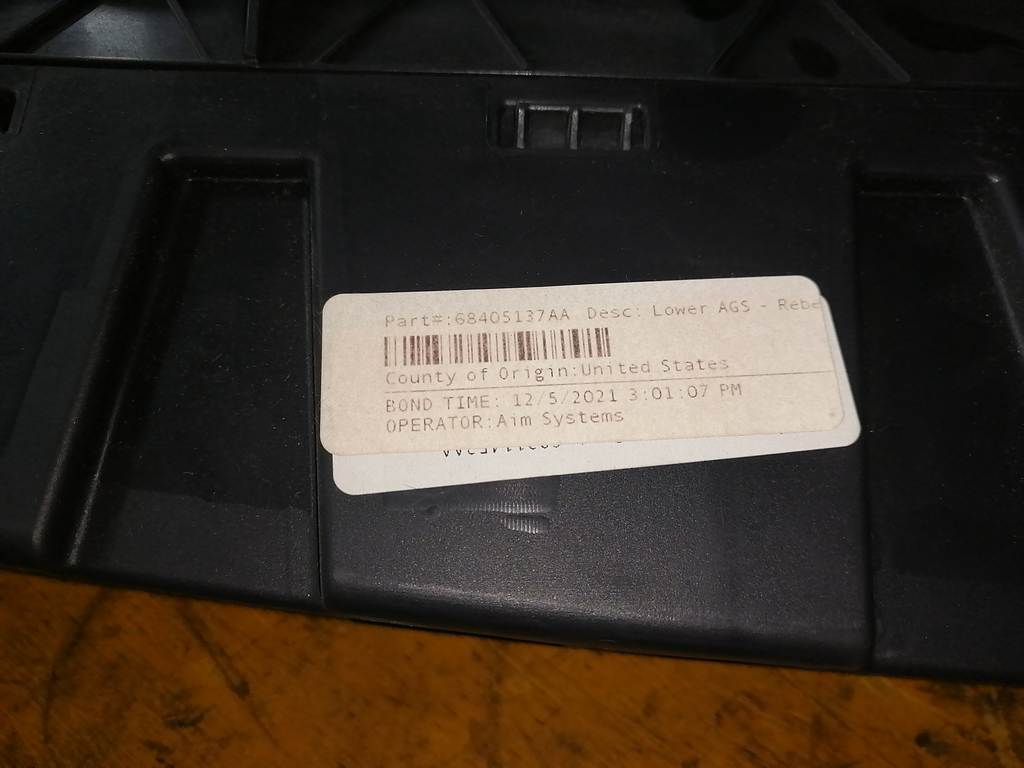 Part#:68405137AA Desc: Lower AGS - Rebe
County of Origin:United States
BOND TIME: 12/5/2021 3:01:07 PM
OPERATOR:Aim Systems